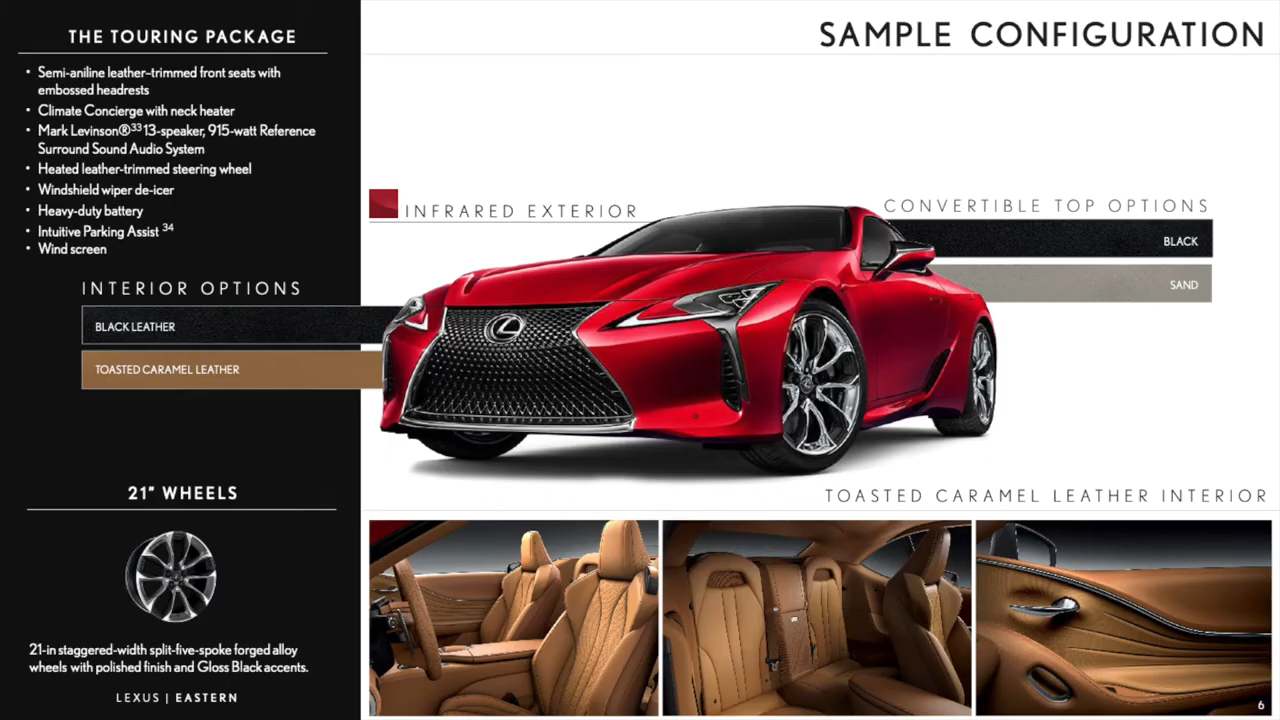 THE TOURING PACKAGE
• Semi-aniline leather–trimmed front seats with
embossed headrests
• Climate Concierge with neck heater
• Mark Levinson®33 13-speaker, 915-watt Reference
Surround Sound Audio System
• Heated leather-trimmed steering wheel
• Windshield wiper de-icer
• Heavy-duty battery
• Intuitive Parking Assist 34
• Wind screen
INTERIOR OPTIONS
BLACK LEATHER
TOASTED CARAMEL LEATHER
21” WHEELS
21-in staggered-width split-five-spoke forged alloy
wheels with polished finish and Gloss Black accents.
LEXUS | EASTERN
SAMPLE CONFIGURATION
INFRARED EXTERIOR
CONVERTIBLE TOP OPTIONS
BLACK
SAND
TOASTED CARAMEL LEATHER INTERIOR
6